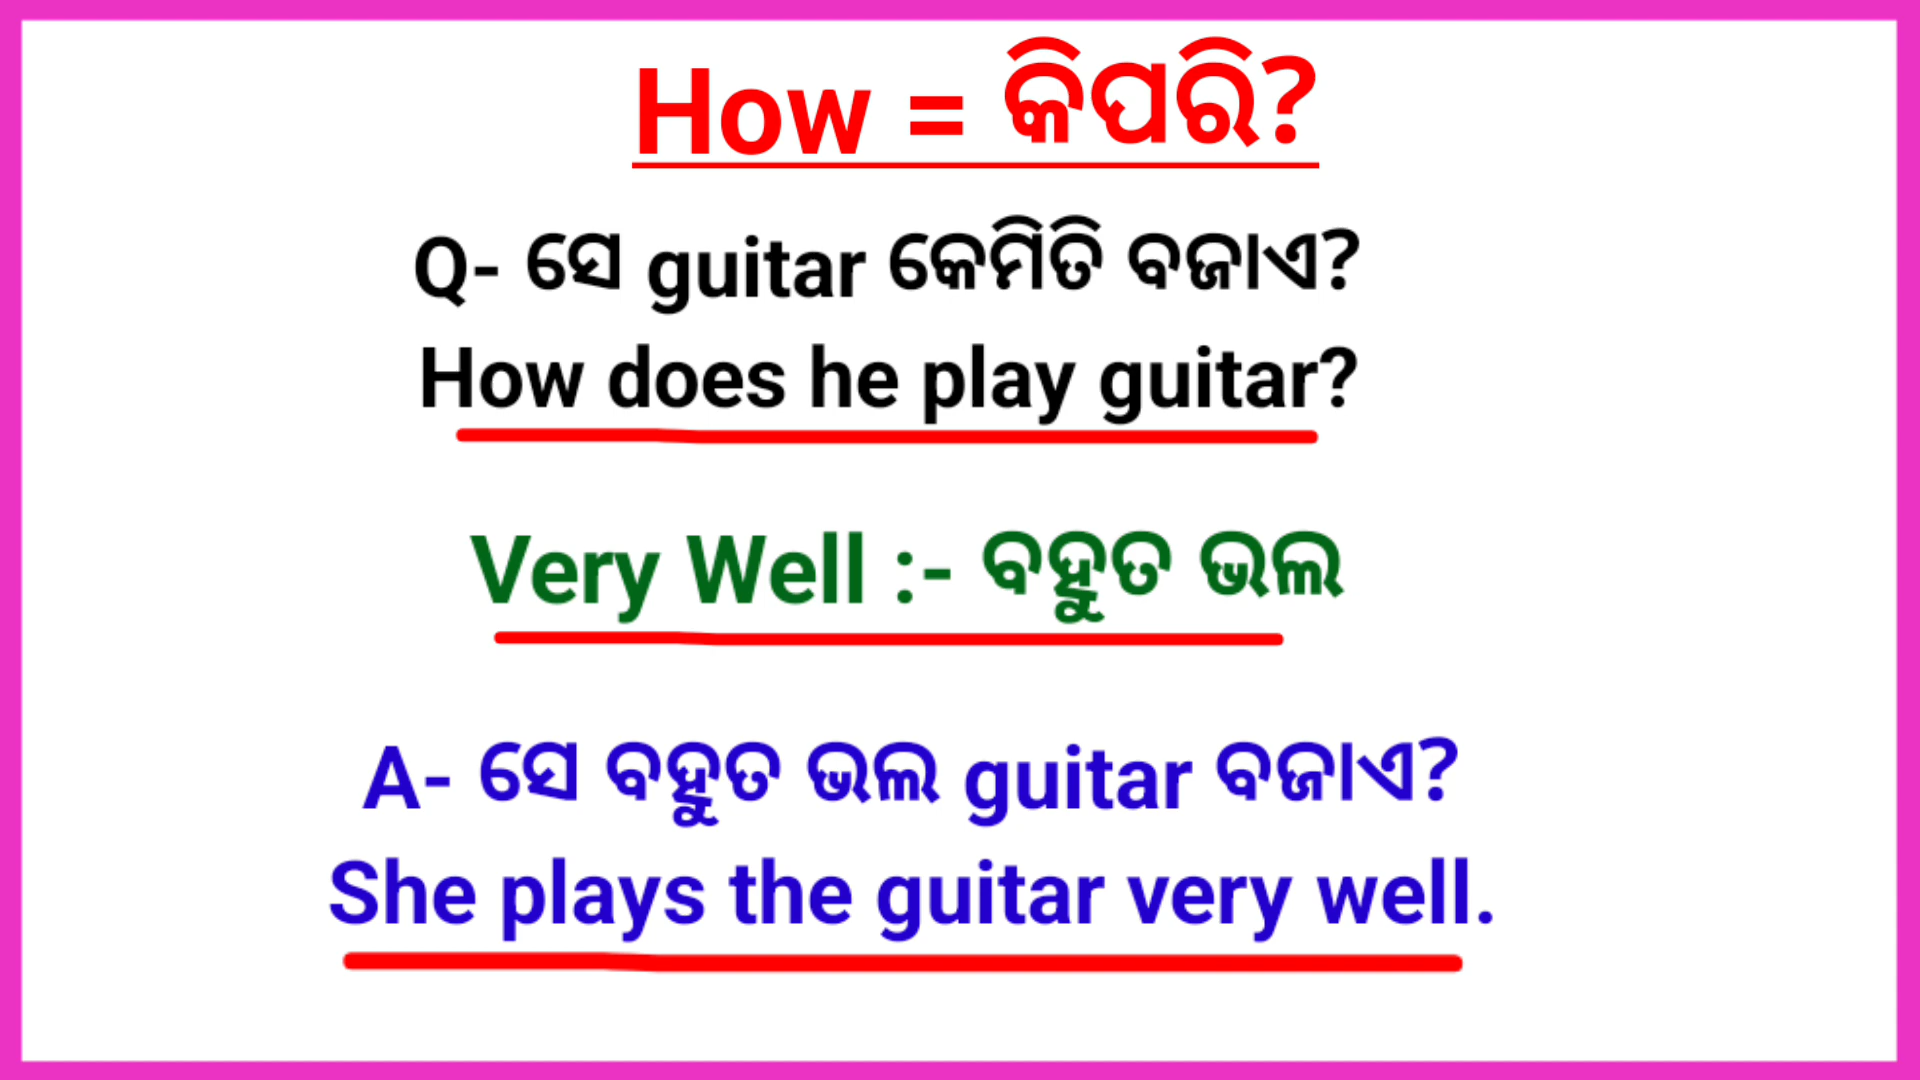 How = କିପରି?
Q- ସେ guitar କେମିତି ବଜାଏ?
How does he play guitar?
Very Well :- ବହୁତ ଭଲ
A- ସେ ବହୁତ ଭଲ guitar ବଜାଏ?
She plays the guitar very well.